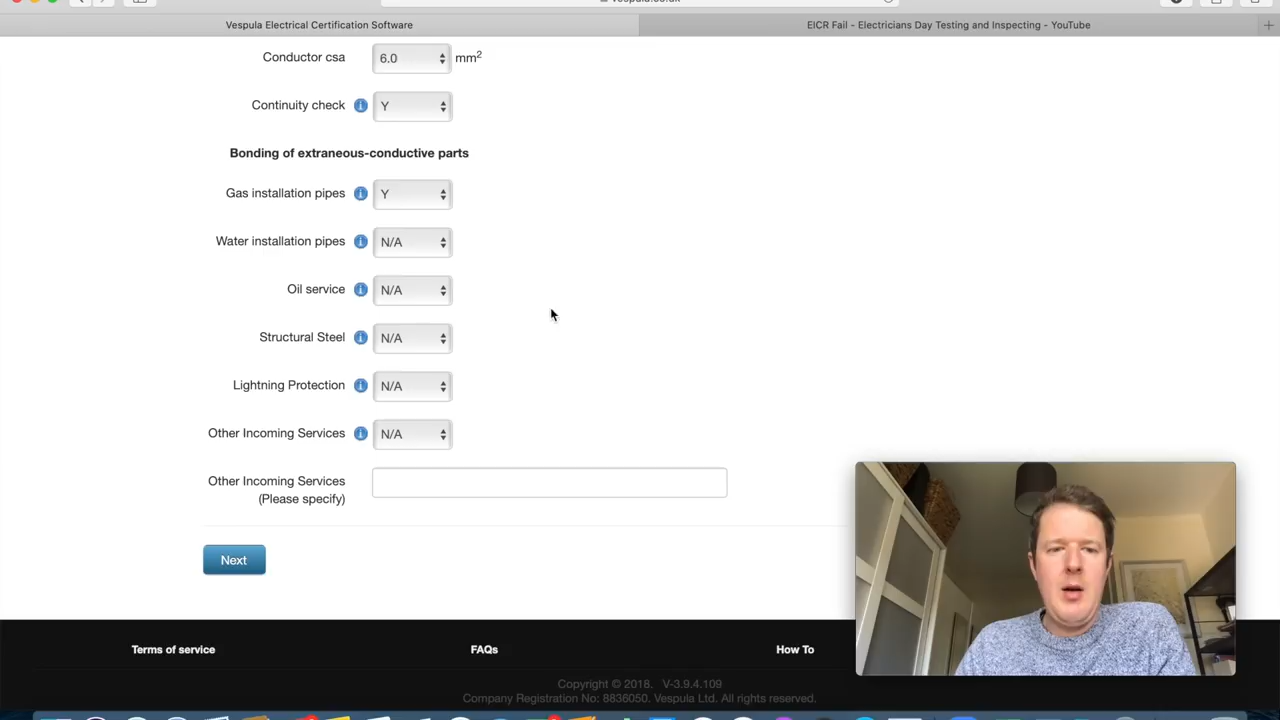 Vespula Electrical Certification Software
EICR Fail - Electricians Day Testing and Inspecting - YouTube
Conductor csa 6.0 mm²
Continuity check Y
Bonding of extraneous-conductive parts
Gas installation pipes Y
Water installation pipes N/A
Oil service N/A
Structural Steel N/A
Lightning Protection N/A
Other Incoming Services N/A
Other Incoming Services
(Please specify)
Next
Terms of service FAQs How To
Copyright © 2018. V-3.9.4.109
Company Registration No: 8836050. Vespula Ltd. All rights reserved.